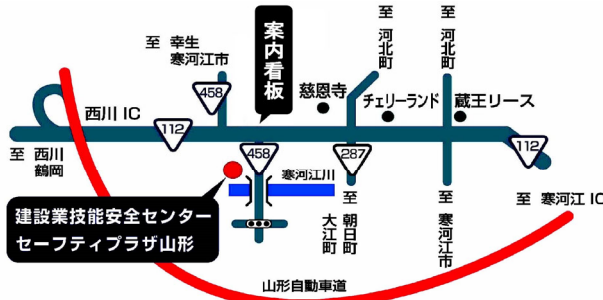 至 幸生
寒河江市
458
案内看板
至 河北町
至 河北町
慈恩寺
チェリーランド
蔵王リース
西川 IC
112
458
287
112
至 西川
鶴岡
寒河江川
建設業技能安全センター
セーフティプラザ山形
至 朝日町
大江町
至 寒河江市
至 寒河江 IC
山形自動車道